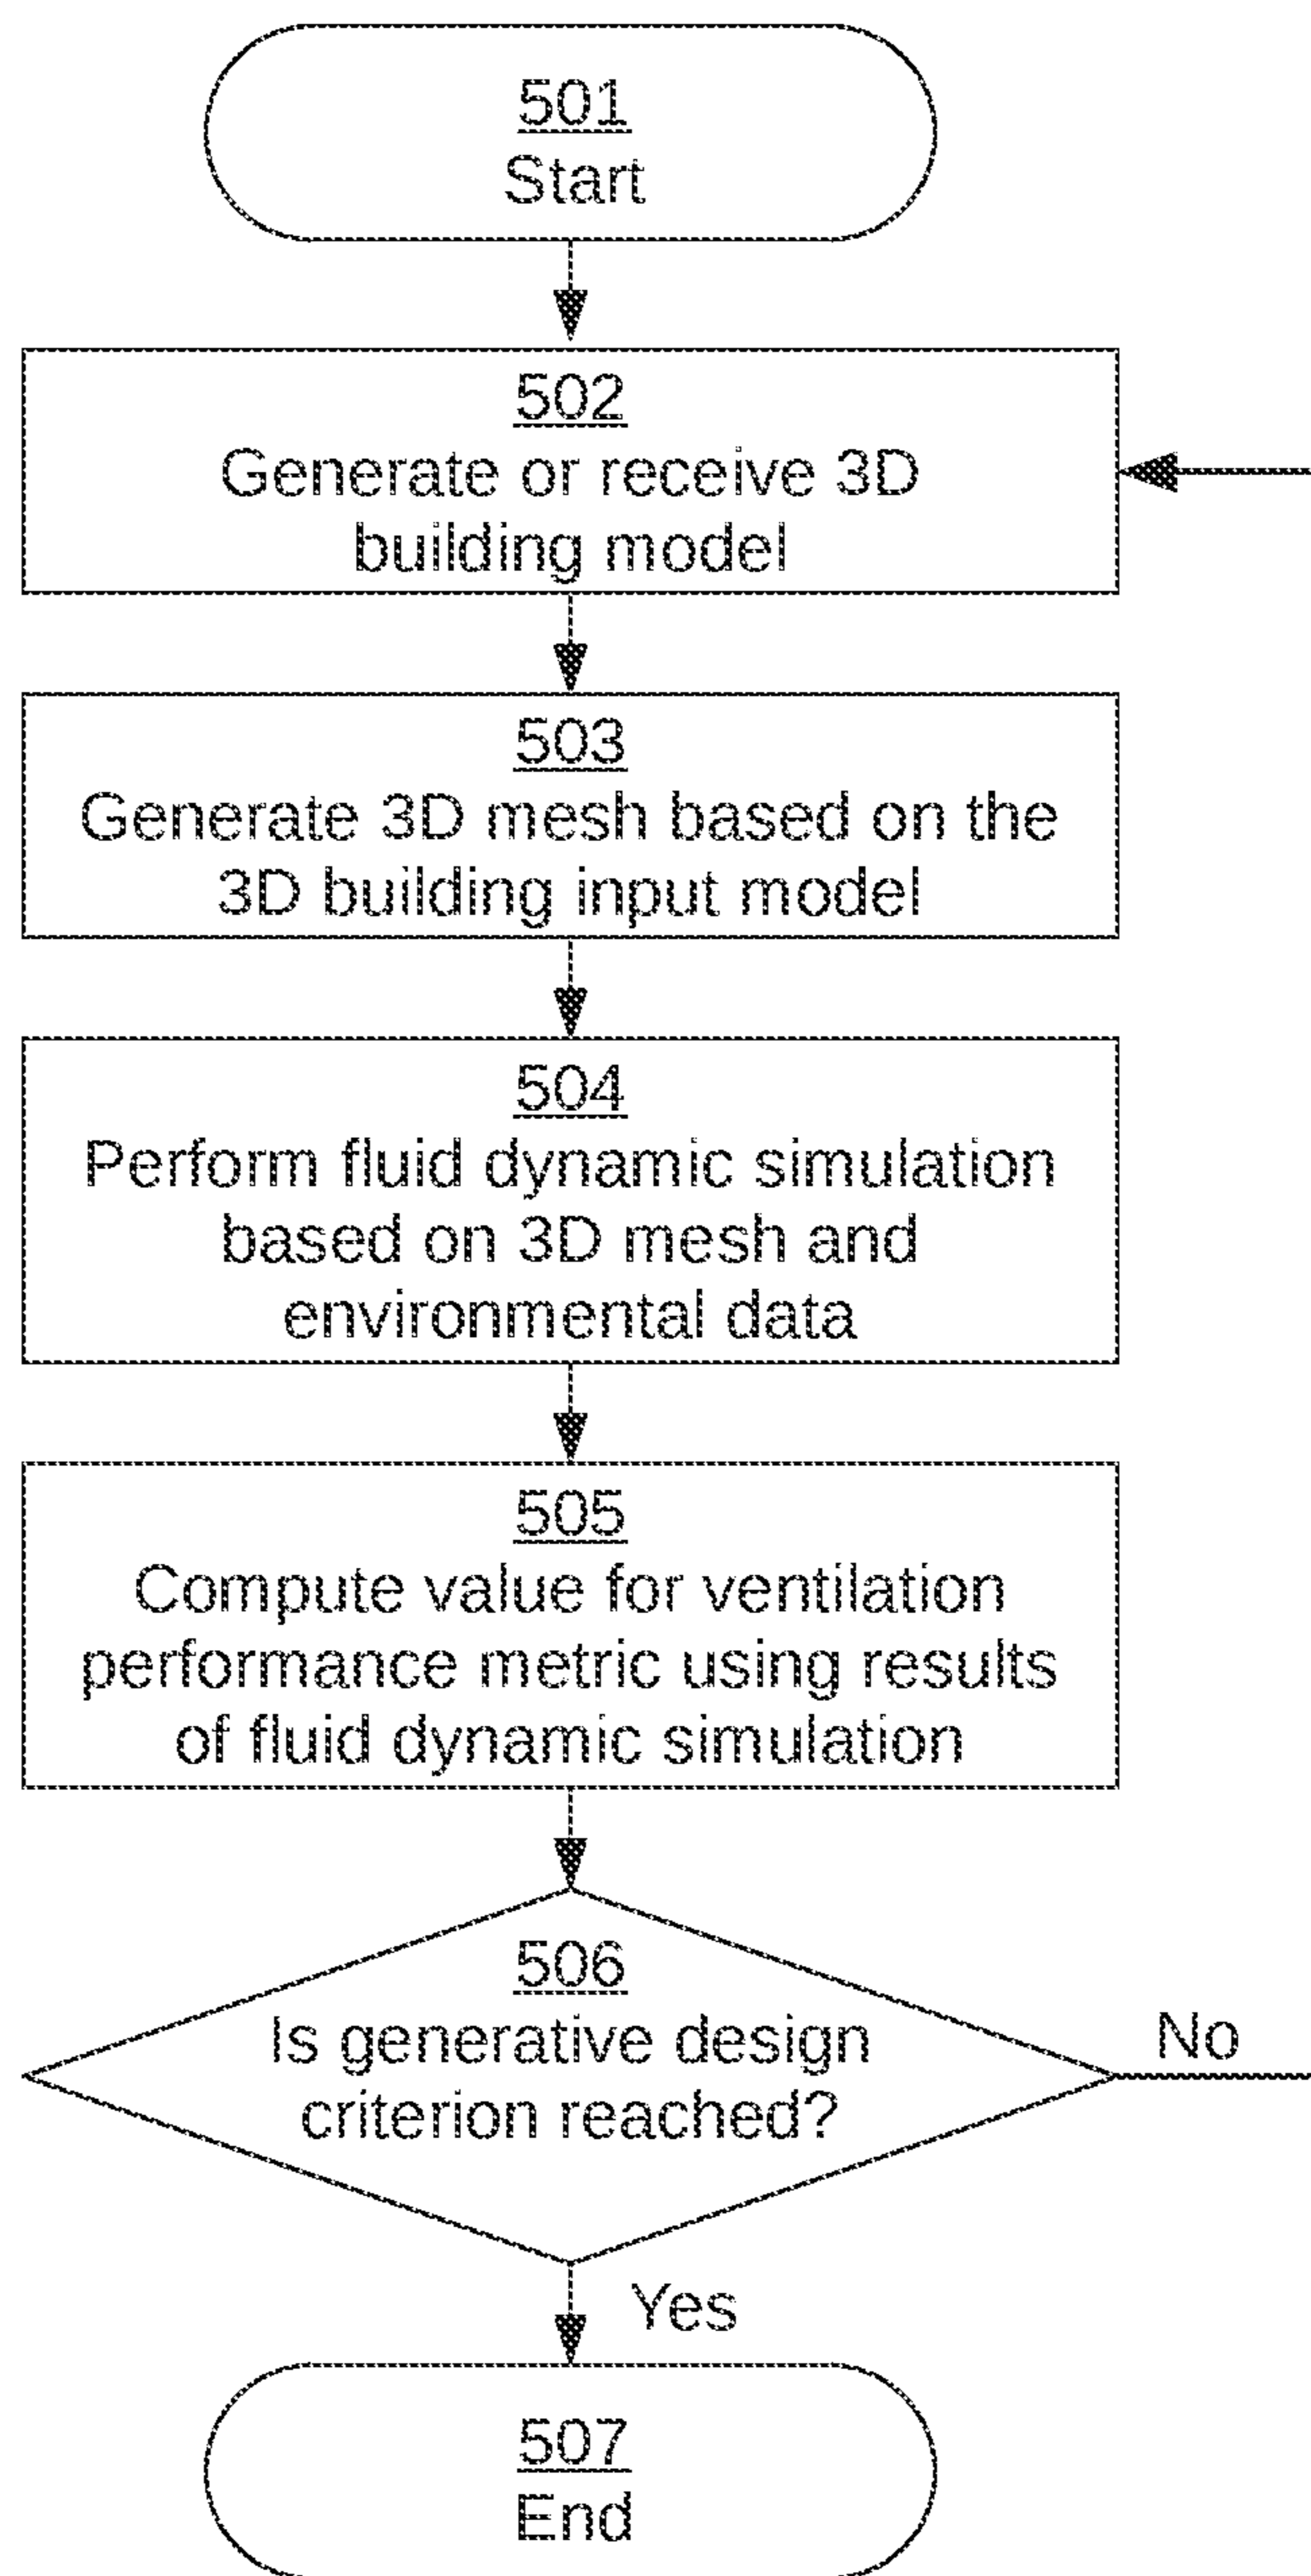 501
Start
502
Generate or receive 3D
building model
503
Generate 3D mesh based on the
3D building input model
504
Perform fluid dynamic simulation
based on 3D mesh and
environmental data
505
Compute value for ventilation
performance metric using results
of fluid dynamic simulation
506
Is generative design
criterion reached?
No
Yes
507
End